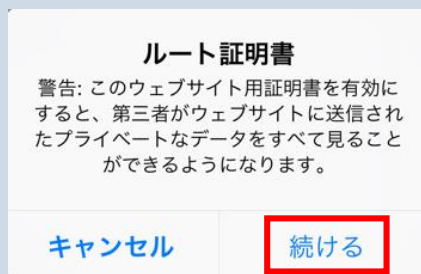 ルート証明書
警告: このウェブサイト用証明書を有効に
すると、第三者がウェブサイトに送信され
たプライベートなデータをすべて見ること
ができるようになります。
キャンセル
続ける